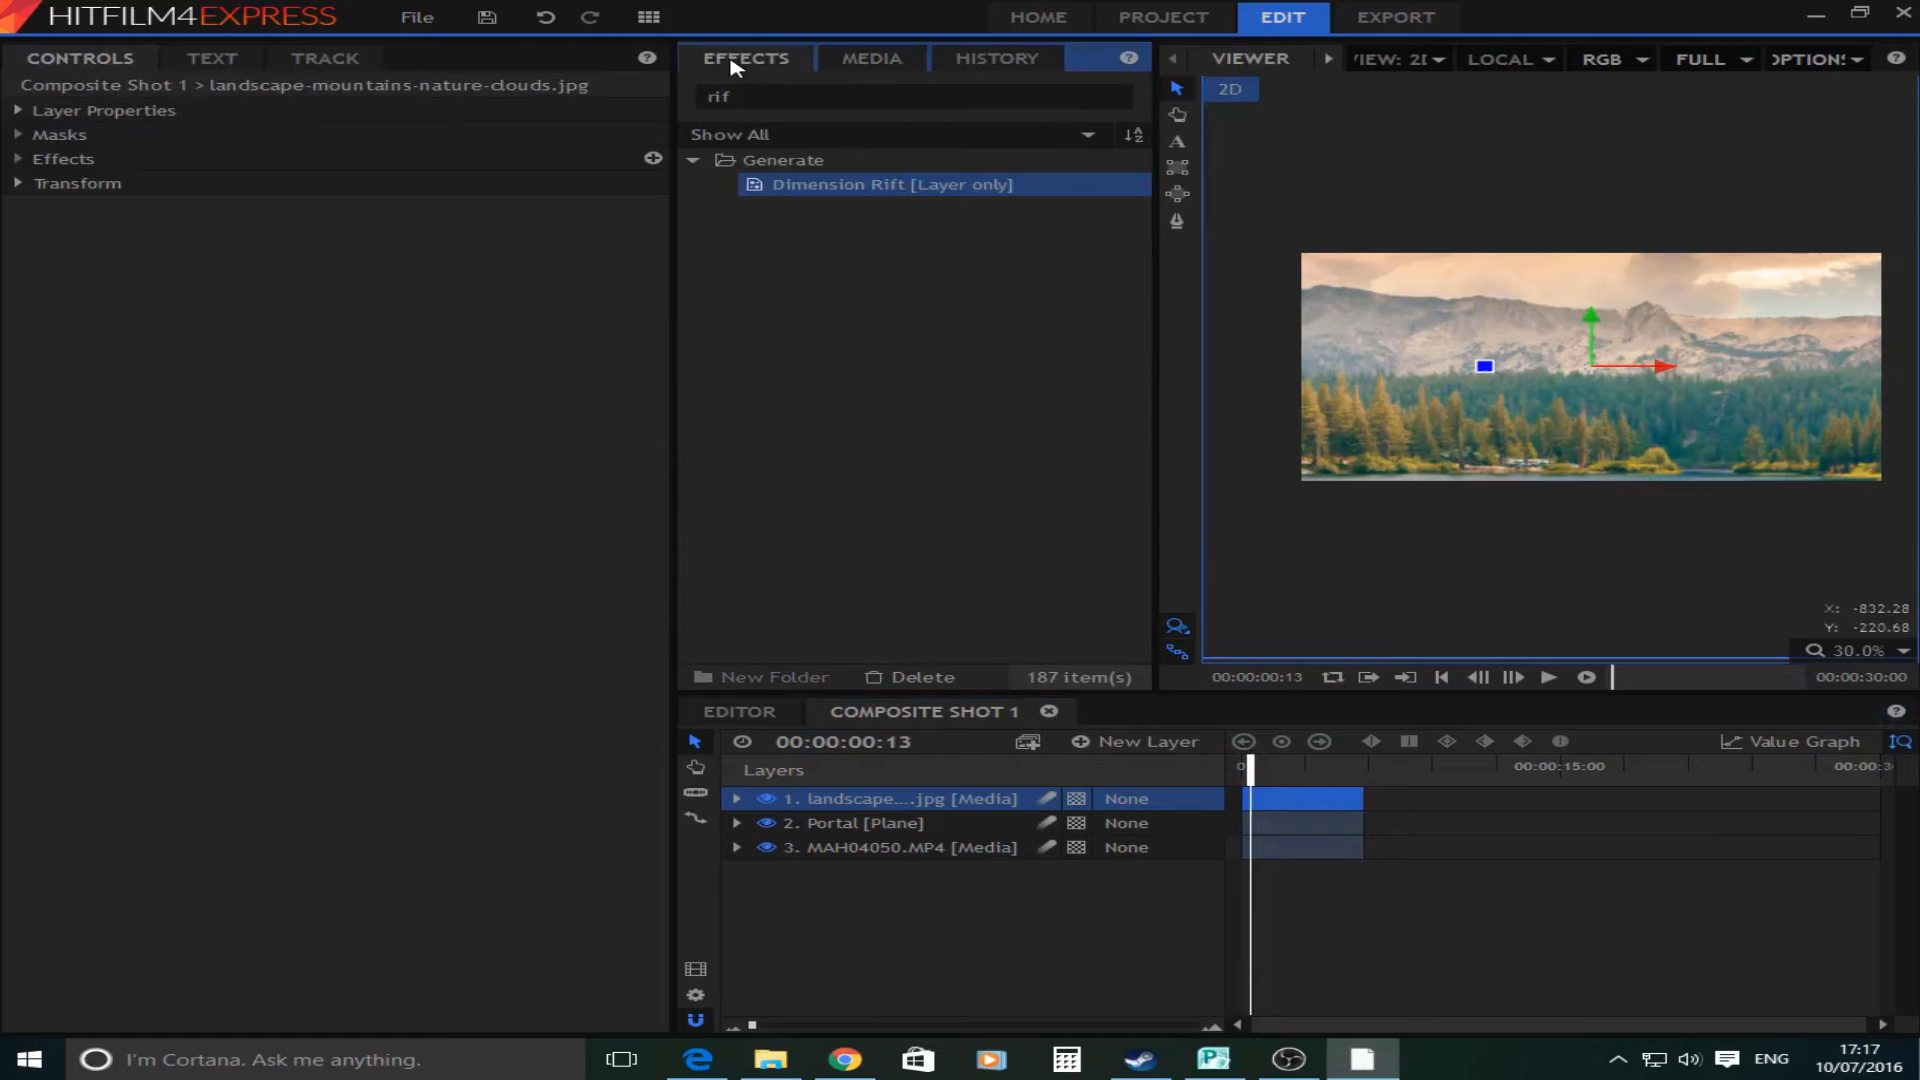 HITFILM4EXPRESS File HOME PROJECT EDIT EXPORT
CONTROLS TEXT TRACK
Composite Shot 1 > landscape-mountains-nature-clouds.jpg
Layer Properties
Masks
Effects
Transform
EFFECTS MEDIA HISTORY
rif
Show All
Generate
Dimension Rift [Layer only]
New Folder Delete 187 item(s)
VIEWER LOCAL RGB FULL
2D
X: -832.28
Y: -220.68
30.0%
00:00:00:13 00:00:30:00
EDITOR COMPOSITE SHOT 1
00:00:00:13 New Layer Value Graph
Layers 00:00:15:00
1. landscape....jpg [Media] None
2. Portal [Plane] None
3. MAH04050.MP4 [Media] None
I'm Cortana. Ask me anything. ENG
17:17
10/07/2016